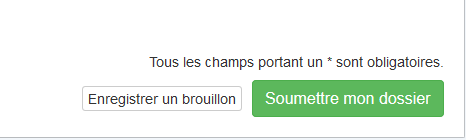 Tous les champs portant un * sont obligatoires.
Enregistrer un brouillon
Soumettre mon dossier